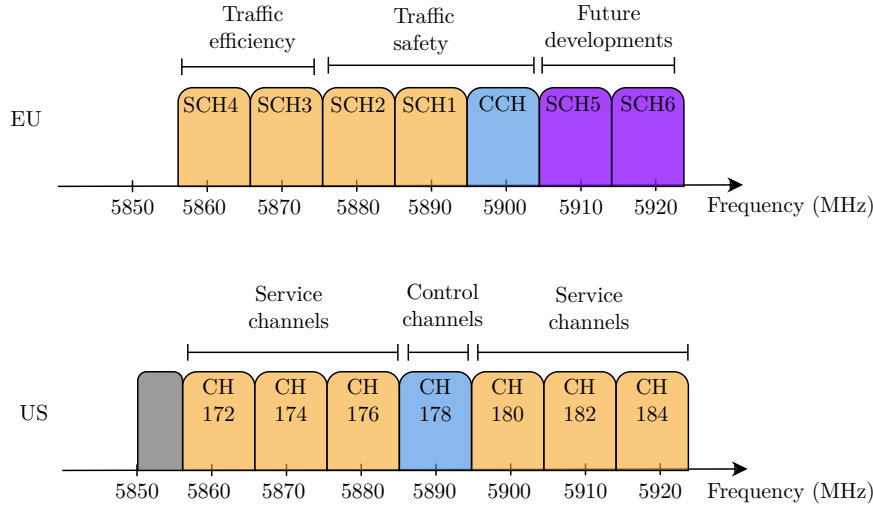 Traffic
efficiency
Traffic
safety
Future
developments
EU
SCH4 SCH3 SCH2 SCH1 CCH SCH5 SCH6
5850 5860 5870 5880 5890 5900 5910 5920 Frequency (MHz)
Service
channels
Control
channels
Service
channels
US
CH CH CH CH CH CH CH
172 174 176 178 180 182 184
5850 5860 5870 5880 5890 5900 5910 5920 Frequency (MHz)